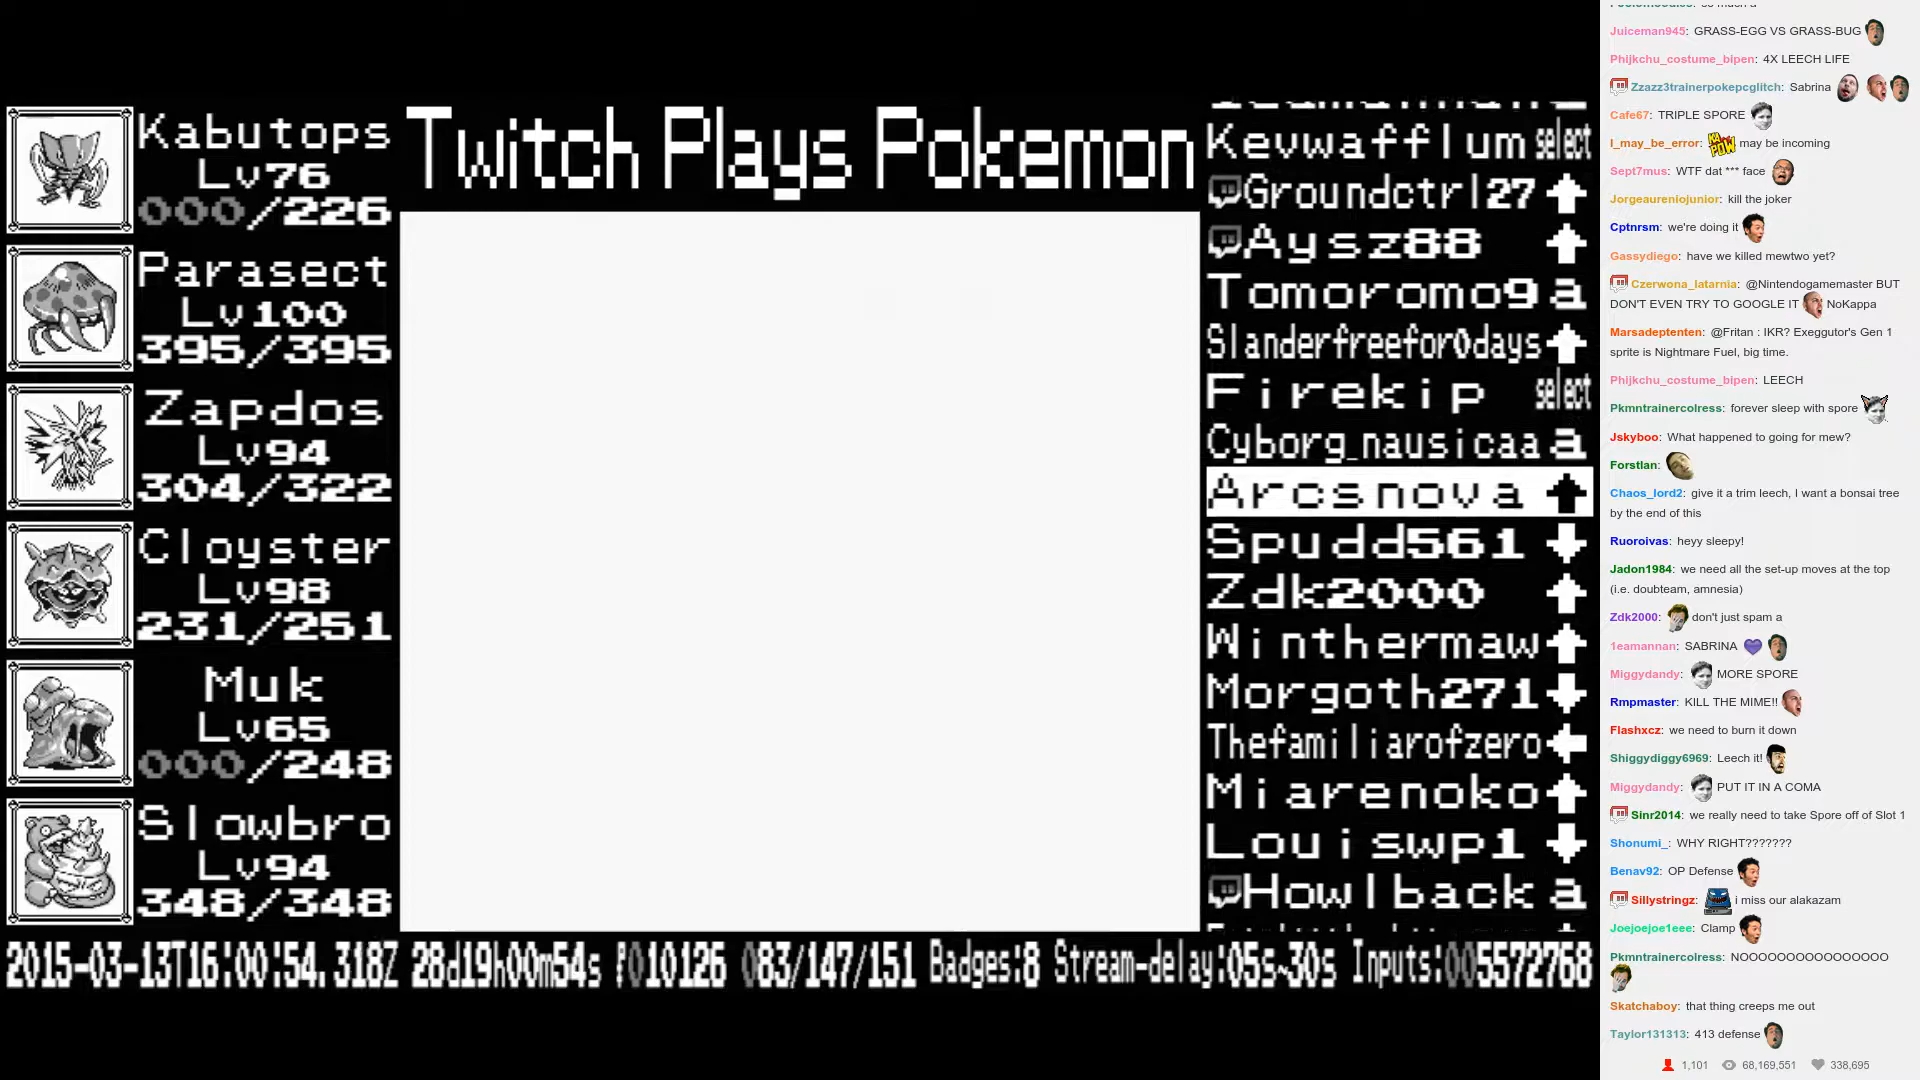 Kabutops
Lv76
000/226
Parasect
Lv100
395/395
Zapdos
Lv94
304/322
Cloyster
Lv98
231/251
Muk
Lv65
000/248
Slowbro
Lv94
348/348
Twitch Plays Pokemon
Kevwafflum select
Groundctrl27
Aysz88
Tomoromo9 a
Slanderfreefor0days
Firekip select
Cyborg_nausicaa a
Arcsnova
Spudd561
Zdk2000
Winthermaw
Morgoth271
Thefamiliarofzero
Miarenoko
Louiswp1
Howlback a
2015-03-13T16:00:54.318Z 28d19h00m54s 010126 083/147/151 Badges:8 Stream-delay:05s~30s Inputs:005572768
Juiceman945: GRASS-EGG VS GRASS-BUG
Phijkchu_costume_bipen: 4X LEECH LIFE
Zzazz3trainerpokepcglitch: Sabrina
Cafe67: TRIPLE SPORE
I_may_be_error: KAPOW may be incoming
Sept7mus: WTF dat *** face
Jorgeaureniojunior: kill the joker
Cptnrsm: we're doing it
Gassydiego: have we killed mewtwo yet?
Czerwona_latarnia: @Nintendogamemaster BUT
DON'T EVEN TRY TO GOOGLE IT NoKappa
Marsadeptenten: @Fritan : IKR? Exeggutor's Gen 1
sprite is Nightmare Fuel, big time.
Phijkchu_costume_bipen: LEECH
Pkmntrainercolress: forever sleep with spore
Jskyboo: What happened to going for mew?
Forstlan:
Chaos_lord2: give it a trim leech, I want a bonsai tree
by the end of this
Ruoroivas: heyy sleepy!
Jadon1984: we need all the set-up moves at the top
(i.e. doubteam, amnesia)
Zdk2000: don't just spam a
1eamannan: SABRINA
Miggydandy: MORE SPORE
Rmpmaster: KILL THE MIME!!
Flashxcz: we need to burn it down
Shiggydiggy6969: Leech it!
Miggydandy: PUT IT IN A COMA
Sinr2014: we really need to take Spore off of Slot 1
Shonumi_: WHY RIGHT???????
Benav92: OP Defense
Sillystringz: i miss our alakazam
Joejoejoe1eee: Clamp
Pkmntrainercolress: NOOOOOOOOOOOOOOOO
Skatchaboy: that thing creeps me out
Taylor131313: 413 defense
1,101 68,169,551 338,695